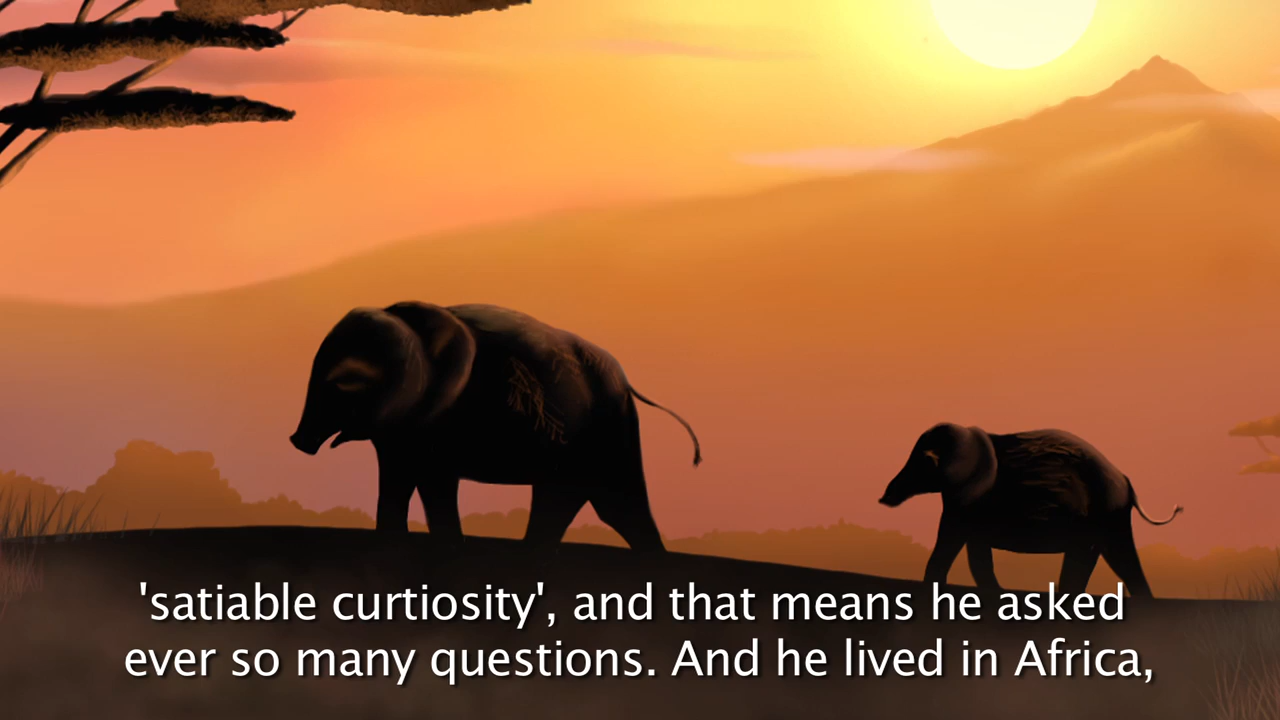 'satiable curtiosity', and that means he asked
ever so many questions. And he lived in Africa,